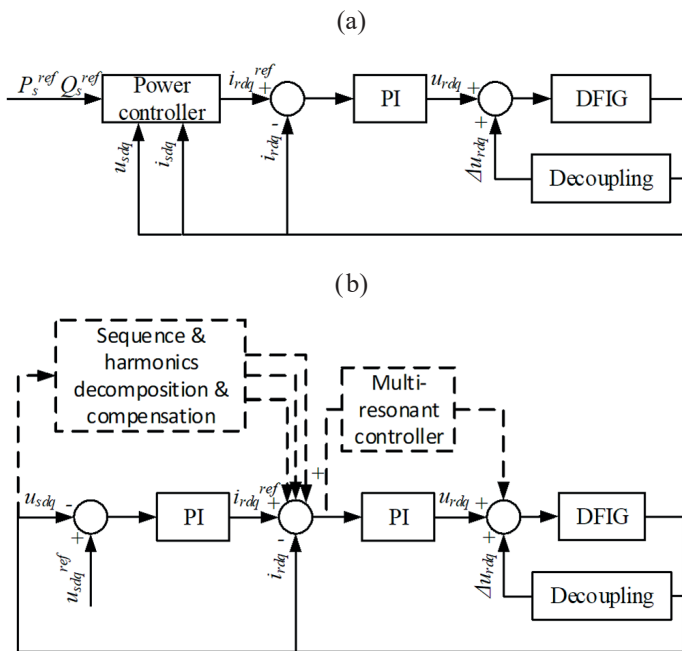 (a)
P_s^ref Q_s^ref
Power
controller
i_rdq^ref
+
-
i_rdq
PI
u_rdq
+
+
Δu_rdq
DFIG
Decoupling
u_sdq
i_sdq
(b)
Sequence &
harmonics
decomposition &
compensation
Multi-
resonant
controller
u_sdq
-
+
u_sdq^ref
PI
i_rdq^ref
+
+
-
i_rdq
PI
u_rdq
+
+
Δu_rdq
DFIG
Decoupling